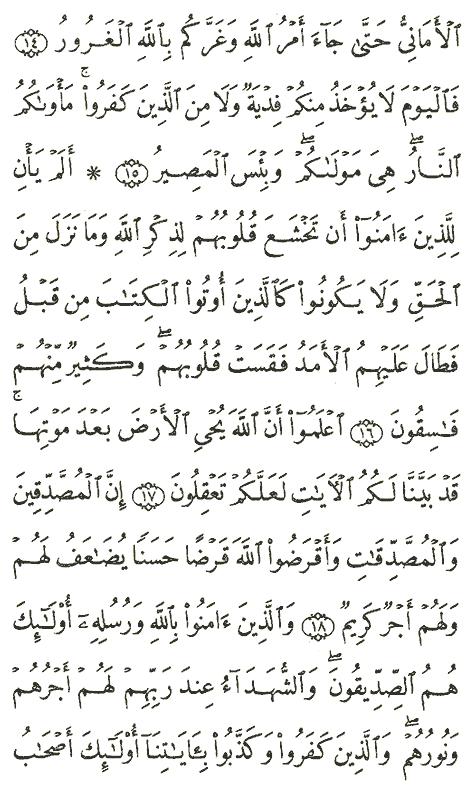 ٱلۡأَمَانِيُّ حَتَّىٰ جَآءَ أَمۡرُ ٱللَّهِ وَغَرَّكُم بِٱللَّهِ ٱلۡغَرُورُ ١٤
فَٱلۡيَوۡمَ لَا يُؤۡخَذُ مِنكُمۡ فِدۡيَةٞ وَلَا مِنَ ٱلَّذِينَ كَفَرُواْۚ مَأۡوَىٰكُمُ
ٱلنَّارُۖ هِيَ مَوۡلَىٰكُمۡۖ وَبِئۡسَ ٱلۡمَصِيرُ ١٥ * أَلَمۡ يَأۡنِ
لِلَّذِينَ ءَامَنُوٓاْ أَن تَخۡشَعَ قُلُوبُهُمۡ لِذِكۡرِ ٱللَّهِ وَمَا نَزَلَ مِنَ
ٱلۡحَقِّ وَلَا يَكُونُواْ كَٱلَّذِينَ أُوتُواْ ٱلۡكِتَٰبَ مِن قَبۡلُ
فَطَالَ عَلَيۡهِمُ ٱلۡأَمَدُ فَقَسَتۡ قُلُوبُهُمۡۖ وَكَثِيرٞ مِّنۡهُمۡ
فَٰسِقُونَ ١٦ ٱعۡلَمُوٓاْ أَنَّ ٱللَّهَ يُحۡيِ ٱلۡأَرۡضَ بَعۡدَ مَوۡتِهَاۚ
قَدۡ بَيَّنَّا لَكُمُ ٱلۡأٓيَٰتِ لَعَلَّكُمۡ تَعۡقِلُونَ ١٧ إِنَّ ٱلۡمُصَّدِّقِينَ
وَٱلۡمُصَّدِّقَٰتِ وَأَقۡرَضُواْ ٱللَّهَ قَرۡضًا حَسَنٗا يُضَٰعَفُ لَهُمۡ
وَلَهُمۡ أَجۡرٞ كَرِيمٞ ١٨ وَٱلَّذِينَ ءَامَنُواْ بِٱللَّهِ وَرُسُلِهِۦٓ أُوْلَٰٓئِكَ
هُمُ ٱلصِّدِّيقُونَۖ وَٱلشُّهَدَآءُ عِندَ رَبِّهِمۡ لَهُمۡ أَجۡرُهُمۡ
وَنُورُهُمۡۖ وَٱلَّذِينَ كَفَرُواْ وَكَذَّبُواْ بِـَٔايَٰتِنَآ أُوْلَٰٓئِكَ أَصۡحَٰبُ